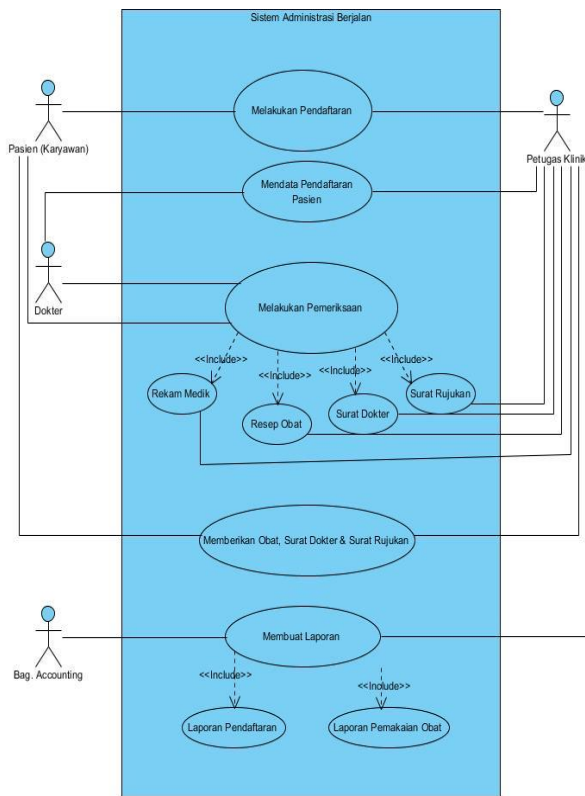 Sistem Administrasi Berjalan
Pasien (Karyawan)
Melakukan Pendaftaran
Petugas Klinik
Mendata Pendaftaran
Pasien
Dokter
Melakukan Pemeriksaan
<<Include>>
<<Include>>
<<Include>>
<<Include>>
Rekam Medik
Resep Obat
Surat Dokter
Surat Rujukan
Memberikan Obat, Surat Dokter & Surat Rujukan
Bag. Accounting
Membuat Laporan
<<Include>>
<<Include>>
Laporan Pendaftaran
Laporan Pemakaian Obat